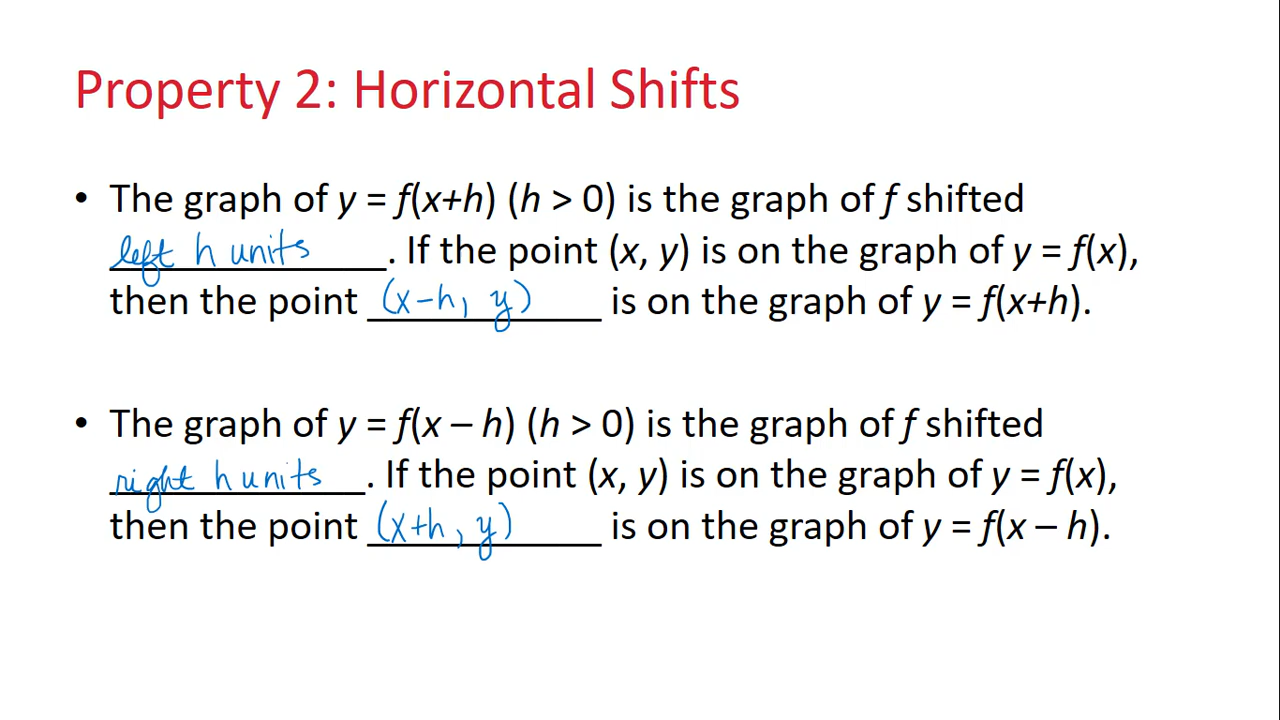 Property 2: Horizontal Shifts
• The graph of y = f(x+h) (h > 0) is the graph of f shifted
left h units. If the point (x, y) is on the graph of y = f(x),
then the point (x-h, y) is on the graph of y = f(x+h).
• The graph of y = f(x – h) (h > 0) is the graph of f shifted
right h units. If the point (x, y) is on the graph of y = f(x),
then the point (x+h, y) is on the graph of y = f(x – h).